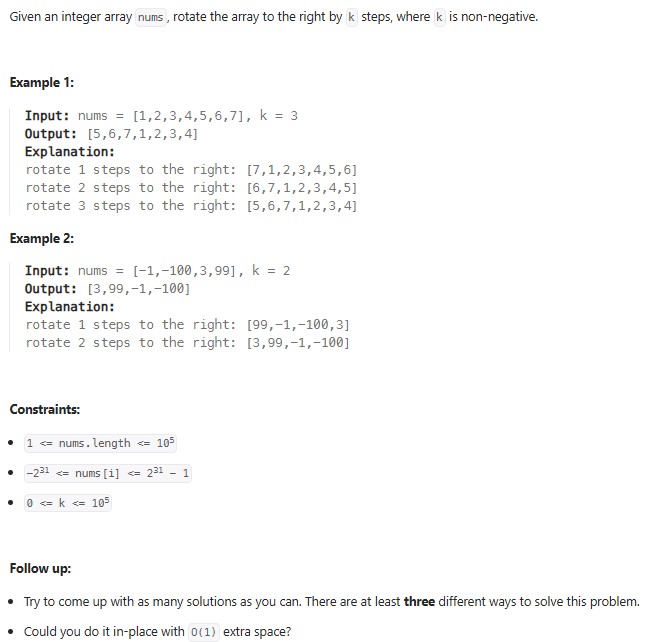 Given an integer array nums, rotate the array to the right by k steps, where k is non-negative.
Example 1:
Input: nums = [1,2,3,4,5,6,7], k = 3
Output: [5,6,7,1,2,3,4]
Explanation:
rotate 1 steps to the right: [7,1,2,3,4,5,6]
rotate 2 steps to the right: [6,7,1,2,3,4,5]
rotate 3 steps to the right: [5,6,7,1,2,3,4]
Example 2:
Input: nums = [-1,-100,3,99], k = 2
Output: [3,99,-1,-100]
Explanation:
rotate 1 steps to the right: [99,-1,-100,3]
rotate 2 steps to the right: [3,99,-1,-100]
Constraints:
• 1 <= nums.length <= 10⁵
• -2³¹ <= nums[i] <= 2³¹ - 1
• 0 <= k <= 10⁵
Follow up:
• Try to come up with as many solutions as you can. There are at least three different ways to solve this problem.
• Could you do it in-place with O(1) extra space?